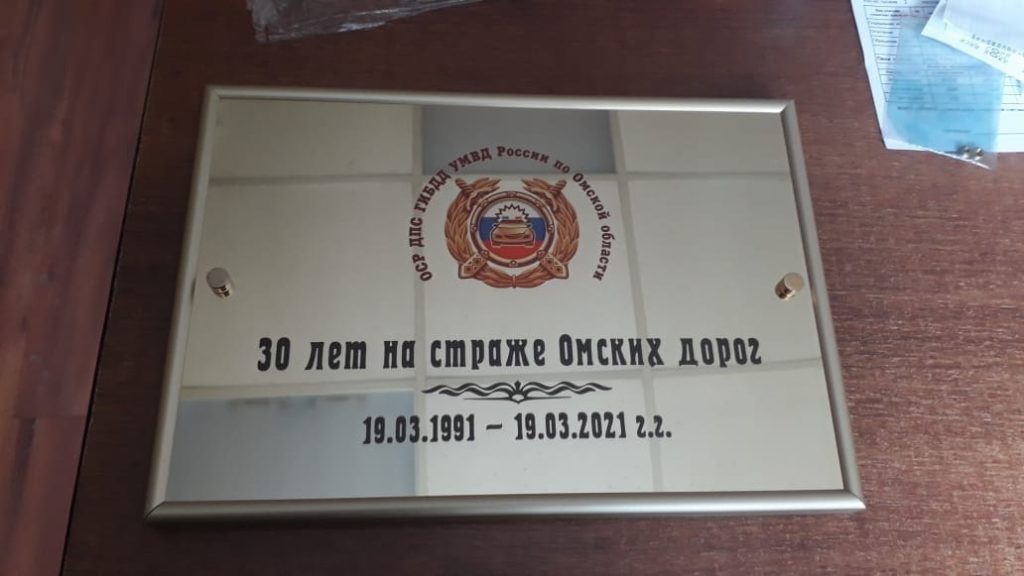 ОСР ДПС ГИБДД УМВД России по Омской области
30 лет на страже Омских дорог
19.03.1991 – 19.03.2021 г.г.